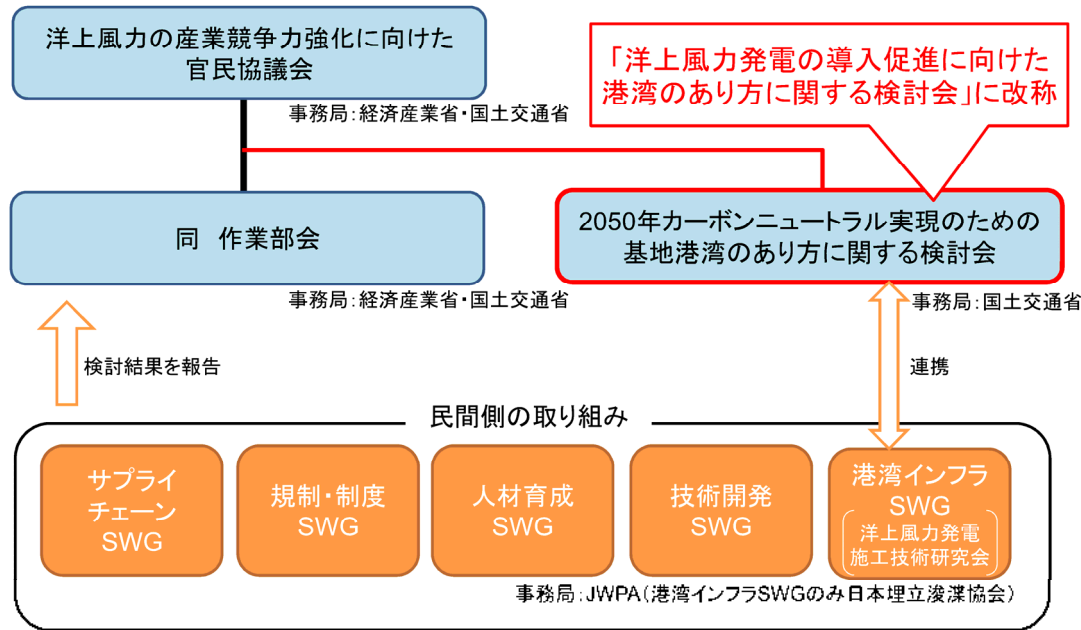 洋上風力の産業競争力強化に向けた
官民協議会
事務局：経済産業省・国土交通省
「洋上風力発電の導入促進に向けた
港湾のあり方に関する検討会」に改称
同　作業部会
事務局：経済産業省・国土交通省
2050年カーボンニュートラル実現のための
基地港湾のあり方に関する検討会
事務局：国土交通省
検討結果を報告
連携
民間側の取り組み
サプライ
チェーン
SWG
規制・制度
SWG
人材育成
SWG
技術開発
SWG
港湾インフラ
SWG
洋上風力発電
施工技術研究会
事務局：JWPA（港湾インフラSWGのみ日本埋立浚渫協会）